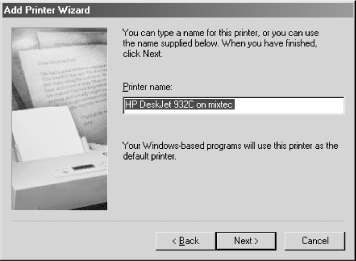 Add Printer Wizard
You can type a name for this printer, or you can use
the name supplied below. When you have finished,
click Next.
Printer name:
HP DeskJet 932C on mixtec
Your Windows-based programs will use this printer as the
default printer.
< Back
Next >
Cancel